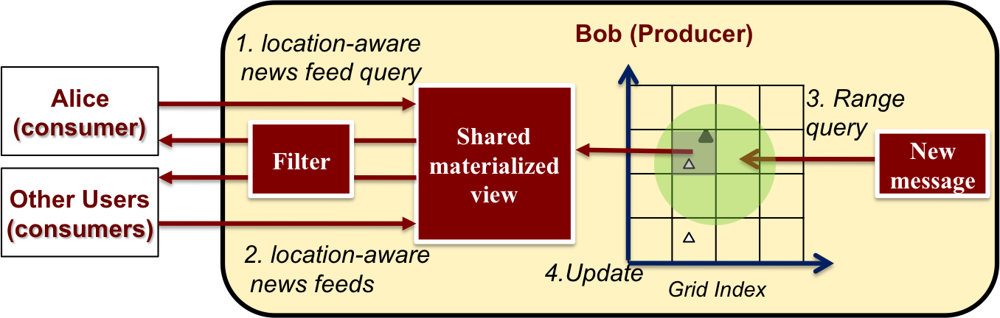 Bob (Producer)
1. location-aware
news feed query
Alice
(consumer)
3. Range
query
Shared
materialized
view
Filter
New
message
Other Users
(consumers)
2. location-aware
news feeds
4.Update
Grid Index